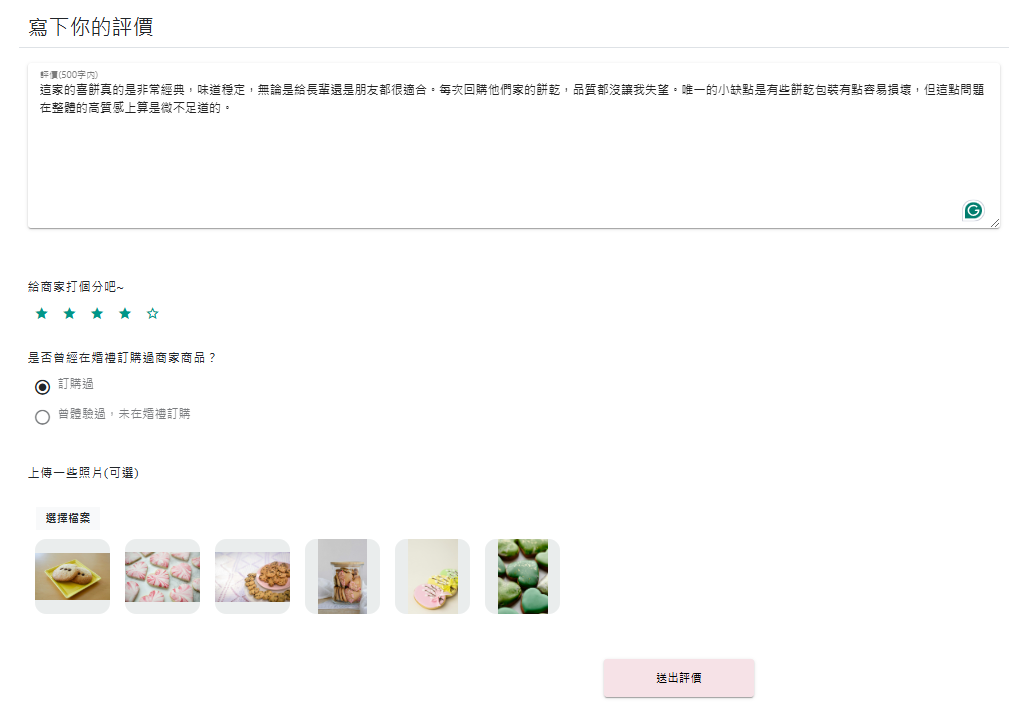 寫下你的評價
評價(500字內)
這家的喜餅真的是非常經典，味道穩定，無論是給長輩還是朋友都很適合。每次回購他們家的餅乾，品質都沒讓我失望。唯一的小缺點是有些餅乾包裝有點容易損壞，但這點問題
在整體的高質感上算是微不足道的。
給商家打個分吧~
是否曾經在婚禮訂購過商家商品？
訂購過
曾體驗過，未在婚禮訂購
上傳一些照片(可選)
選擇檔案
送出評價